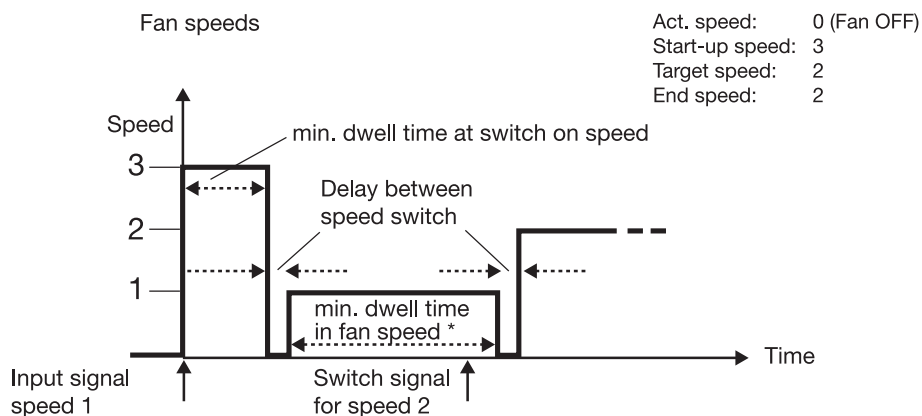 Fan speeds
Act. speed: 0 (Fan OFF)
Start-up speed: 3
Target speed: 2
End speed: 2
Speed
min. dwell time at switch on speed
3
Delay between
speed switch
2
1
min. dwell time
in fan speed *
Time
Input signal
speed 1
Switch signal
for speed 2